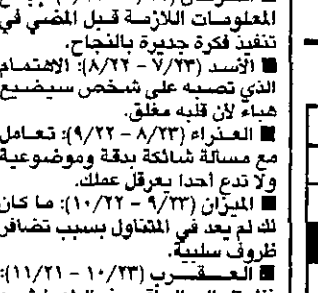 المعلومات اللازمة قبل المضي في
تنفيذ فكرة جديرة بالنجاح.
■ الأسد (٧/٢٣ - ٨/٢٢): الاهتمام
الذي تصبه على شخص سيضيع
هباء لأن قلبه مغلق.
■ العذراء (٨/٢٣ - ٩/٢٢): تعامل
مع مسألة شائكة بدقة وموضوعية
ولا تدع أحدا يعرقل عملك.
■ الميزان (٩/٢٣ - ١٠/٢٢): ما كان
لك لم يعد في المتناول بسبب تضافر
ظروف سلبية.
■ العقرب (١٠/٢٣ - ١١/٢١):